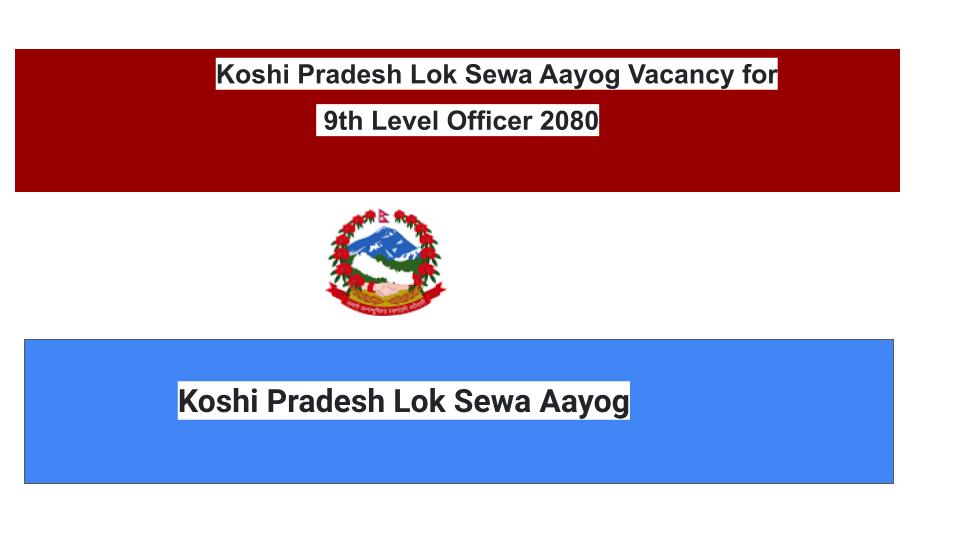 Koshi Pradesh Lok Sewa Aayog Vacancy for
9th Level Officer 2080
Koshi Pradesh Lok Sewa Aayog